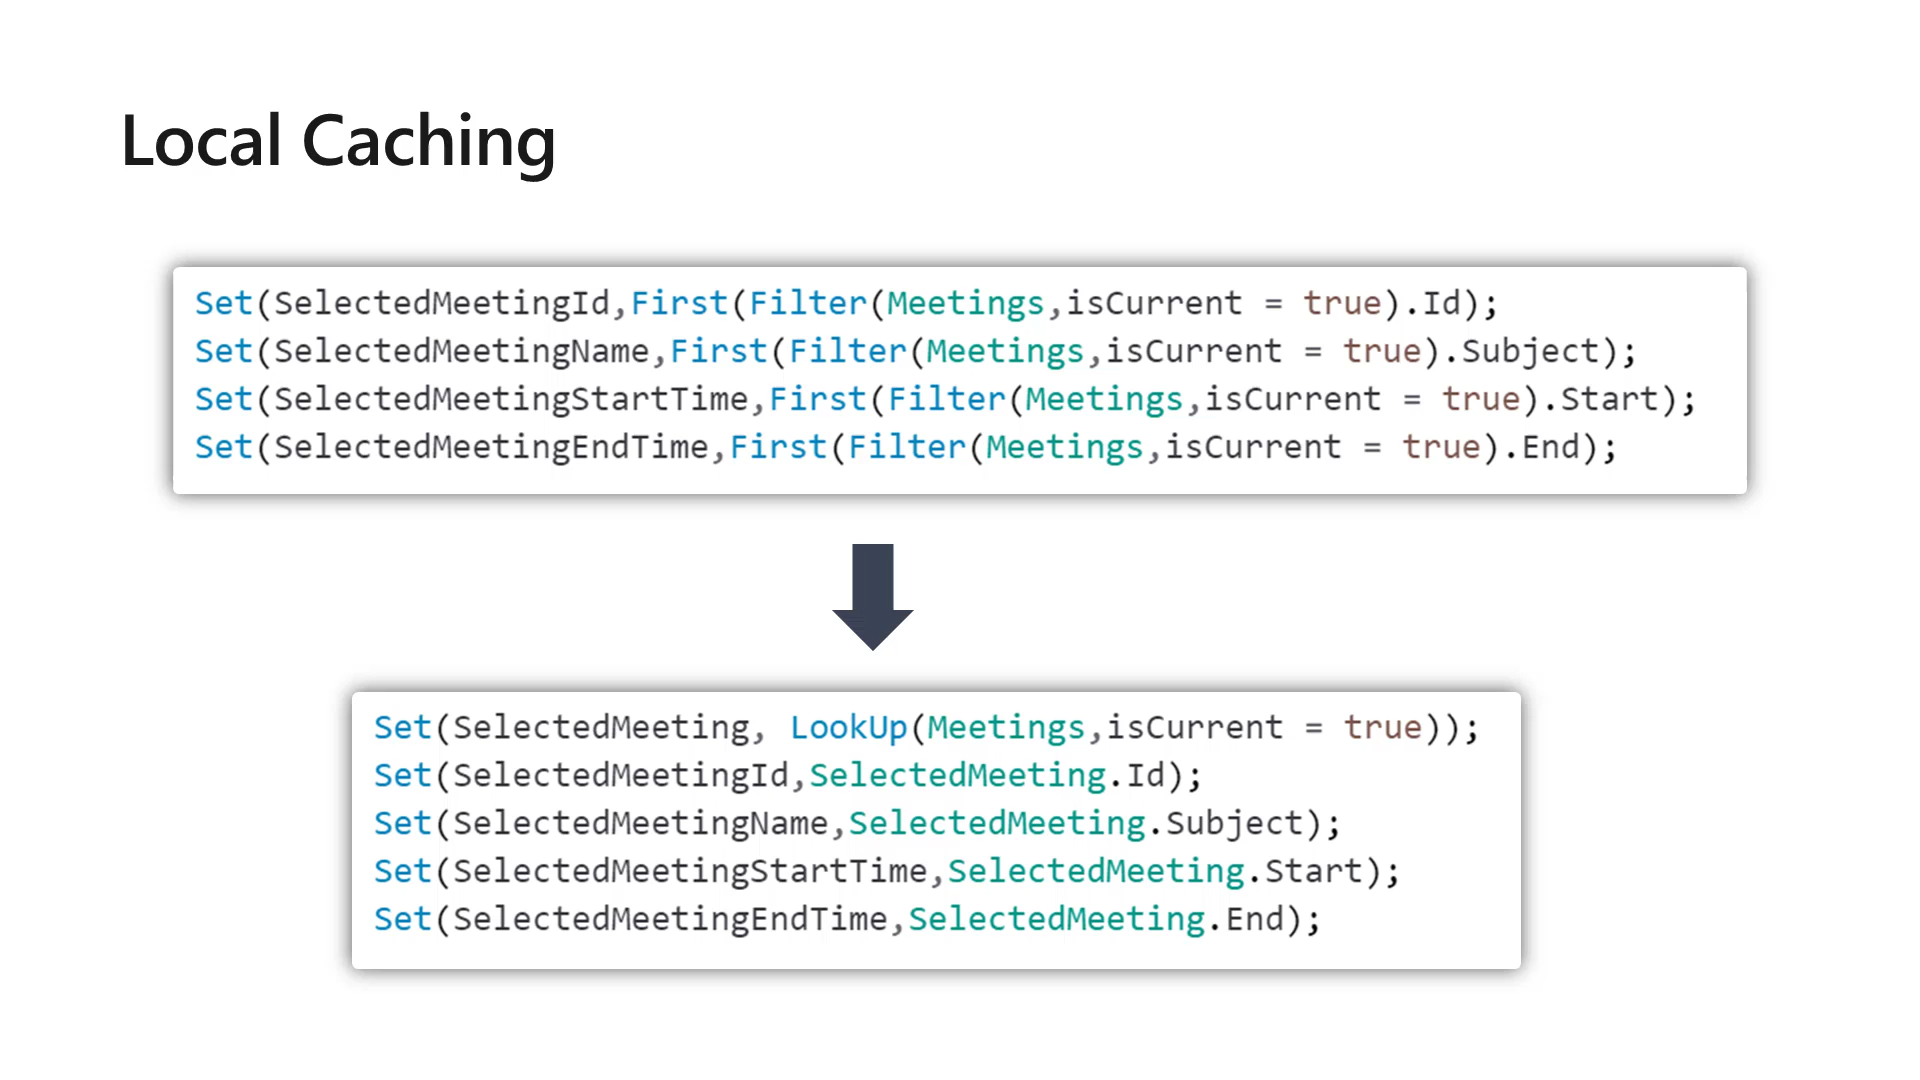 Local Caching
Set(SelectedMeetingId,First(Filter(Meetings,isCurrent = true).Id);
Set(SelectedMeetingName,First(Filter(Meetings,isCurrent = true).Subject);
Set(SelectedMeetingStartTime,First(Filter(Meetings,isCurrent = true).Start);
Set(SelectedMeetingEndTime,First(Filter(Meetings,isCurrent = true).End);
Set(SelectedMeeting, LookUp(Meetings,isCurrent = true));
Set(SelectedMeetingId,SelectedMeeting.Id);
Set(SelectedMeetingName,SelectedMeeting.Subject);
Set(SelectedMeetingStartTime,SelectedMeeting.Start);
Set(SelectedMeetingEndTime,SelectedMeeting.End);